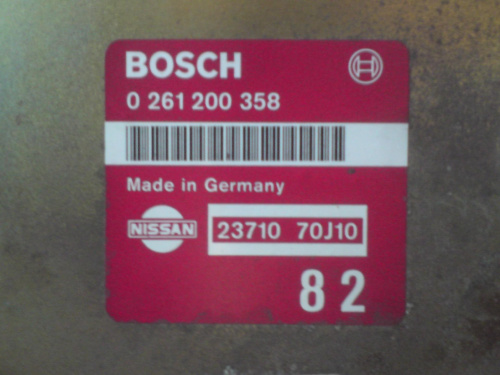 BOSCH
0 261 200 358
Made in Germany
NISSAN 23710 70J10
82